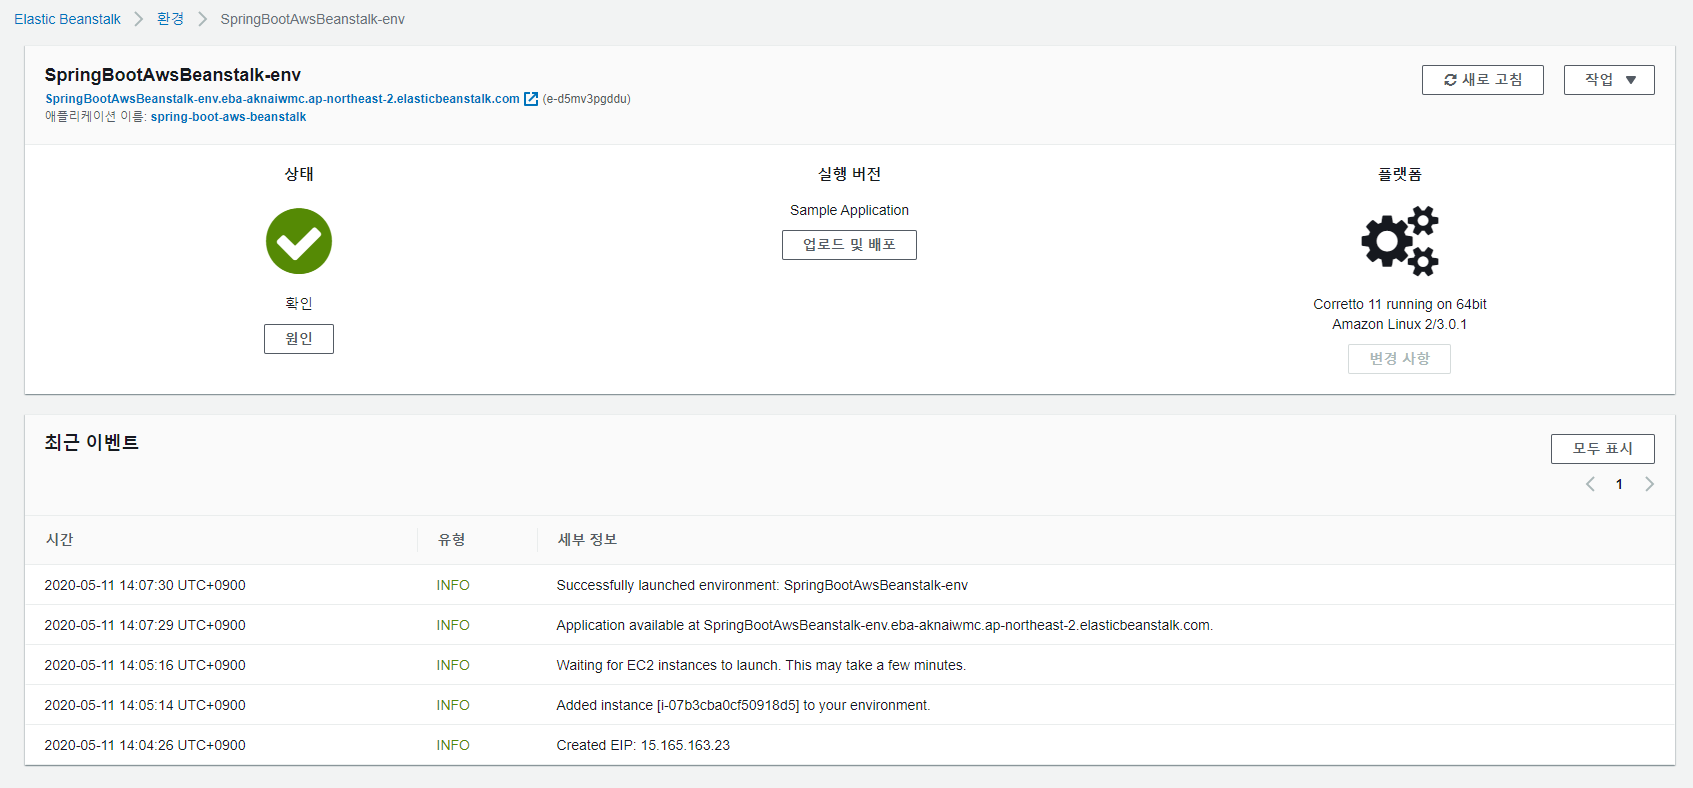 Elastic Beanstalk > 환경 > SpringBootAwsBeanstalk-env
SpringBootAwsBeanstalk-env
새로 고침
작업
SpringBootAwsBeanstalk-env.eba-aknaiwmc.ap-northeast-2.elasticbeanstalk.com (e-d5mv3pgddu)
애플리케이션 이름: spring-boot-aws-beanstalk
상태
확인
원인
실행 버전
Sample Application
업로드 및 배포
플랫폼
Corretto 11 running on 64bit
Amazon Linux 2/3.0.1
변경 사항
최근 이벤트
모두 표시
1
시간 유형 세부 정보
2020-05-11 14:07:30 UTC+0900 INFO Successfully launched environment: SpringBootAwsBeanstalk-env
2020-05-11 14:07:29 UTC+0900 INFO Application available at SpringBootAwsBeanstalk-env.eba-aknaiwmc.ap-northeast-2.elasticbeanstalk.com.
2020-05-11 14:05:16 UTC+0900 INFO Waiting for EC2 instances to launch. This may take a few minutes.
2020-05-11 14:05:14 UTC+0900 INFO Added instance [i-07b3cba0cf50918d5] to your environment.
2020-05-11 14:04:26 UTC+0900 INFO Created EIP: 15.165.163.23